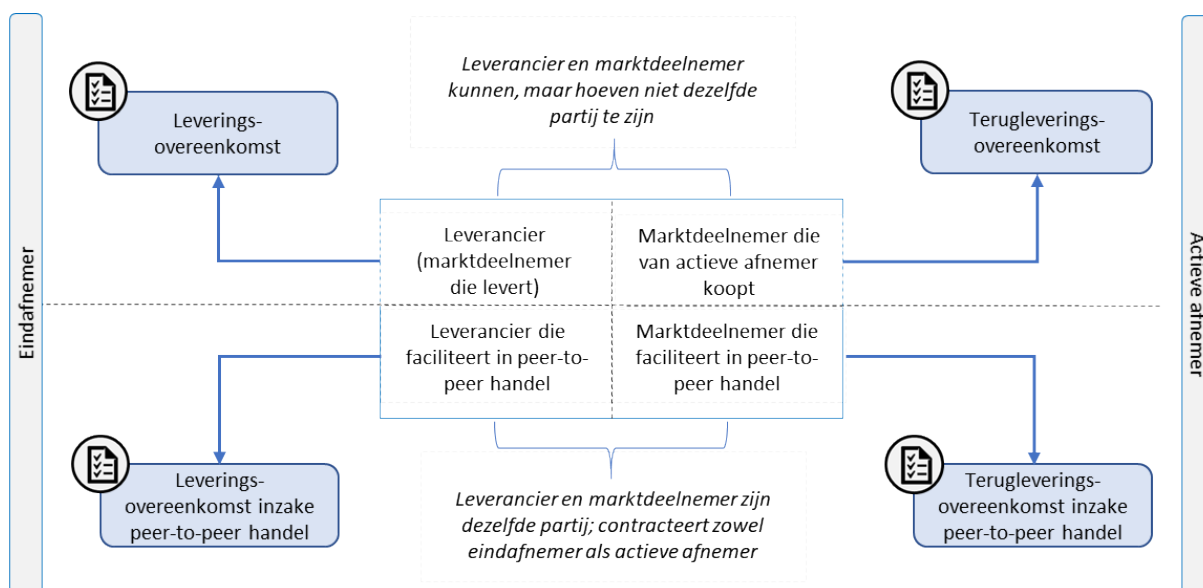 Eindafnemer
Leverings-
overeenkomst
Leverancier en marktdeelnemer
kunnen, maar hoeven niet dezelfde
partij te zijn
Terugleverings-
overeenkomst
Leverancier
(marktdeelnemer
die levert)
Marktdeelnemer die
van actieve afnemer
koopt
Leverancier die
faciliteert in peer-to-
peer handel
Marktdeelnemer die
faciliteert in peer-to-
peer handel
Leverings-
overeenkomst inzake
peer-to-peer handel
Leverancier en marktdeelnemer zijn
dezelfde partij; contracteert zowel
eindafnemer als actieve afnemer
Terugleverings-
overeenkomst inzake
peer-to-peer handel
Actieve afnemer